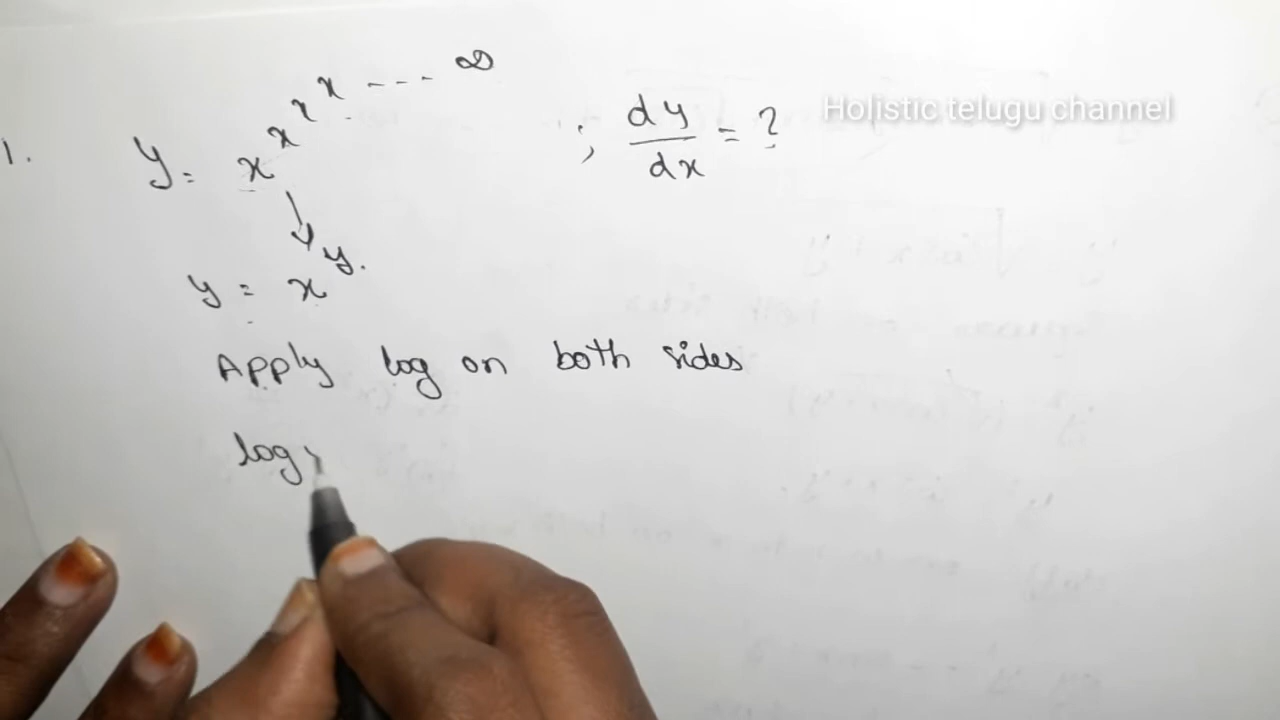 1. y = x^x^x^x --- ∞ ; dy/dx = ?
Holistic telugu channel
y = x^y.
Apply log on both sides
log